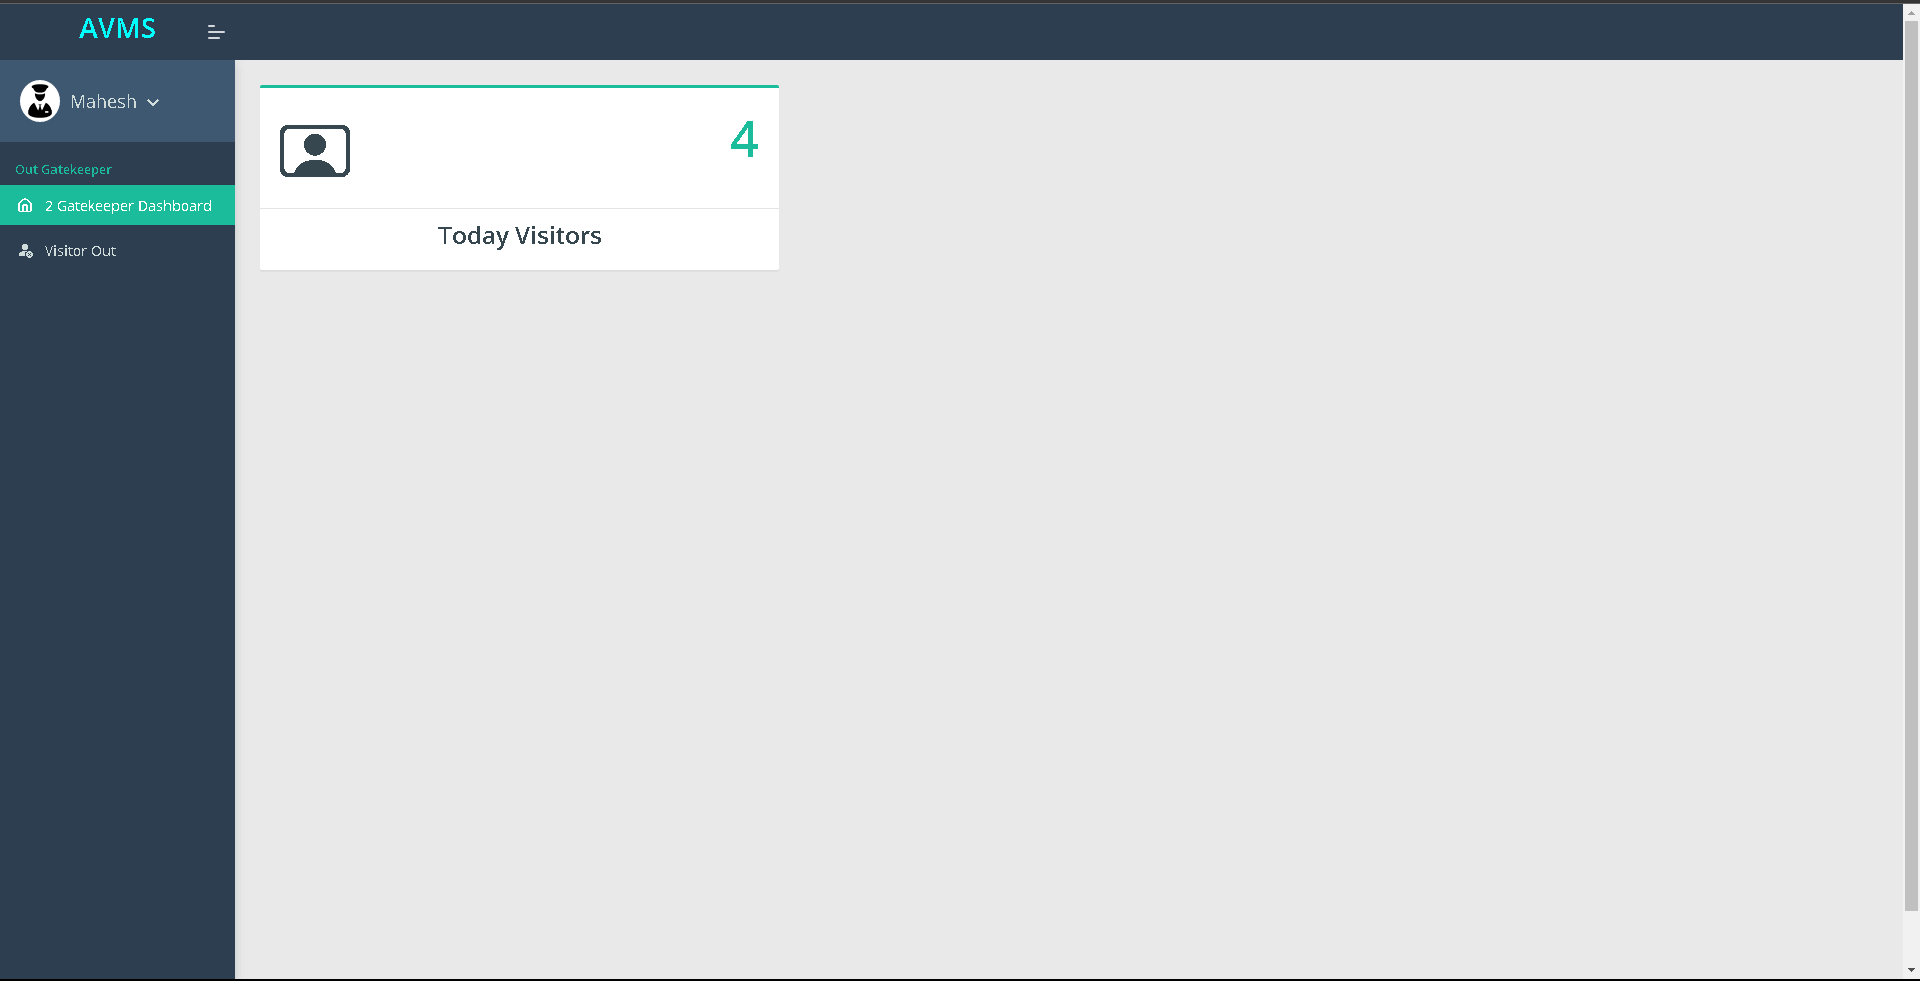 AVMS
Mahesh
Out Gatekeeper
2 Gatekeeper Dashboard
Visitor Out
4
Today Visitors